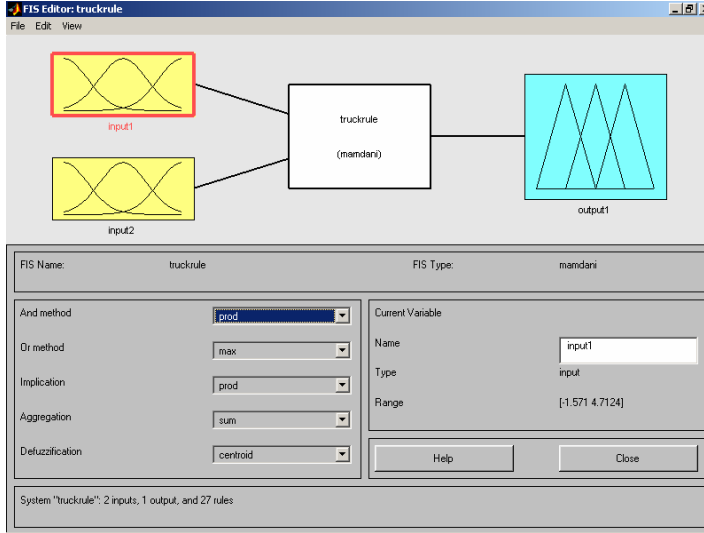 FIS Editor: truckrule
File Edit View
input1
truckrule
(mamdani)
output1
input2
FIS Name: truckrule FIS Type: mamdani
And method prod
Or method max
Implication prod
Aggregation sum
Defuzzification centroid
Current Variable
Name input1
Type input
Range [-1.571 4.7124]
Help Close
System "truckrule": 2 inputs, 1 output, and 27 rules